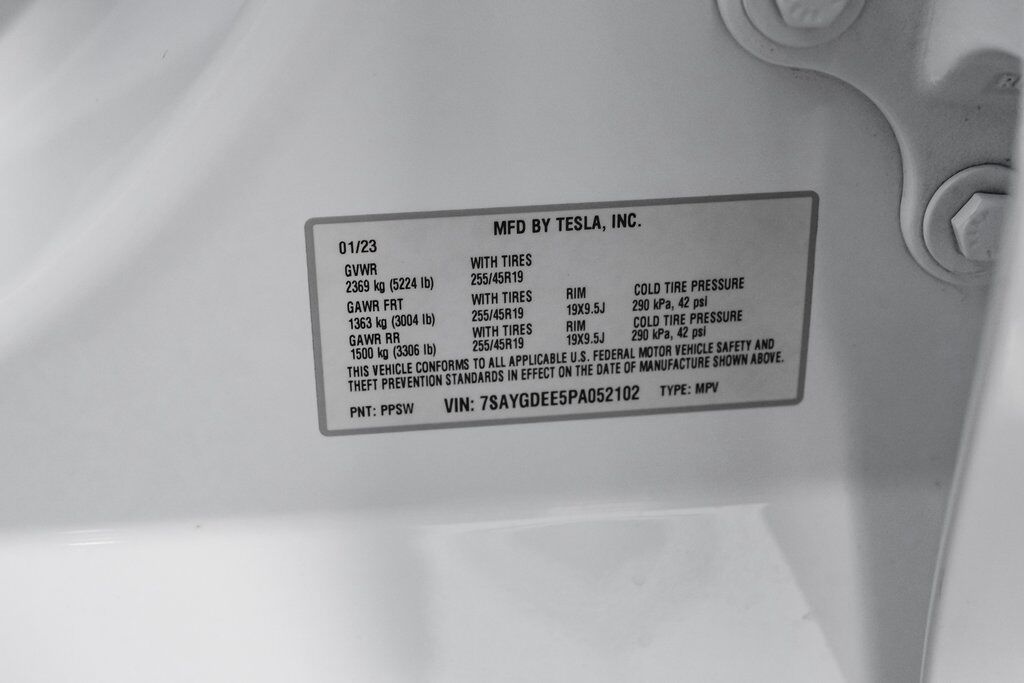 MFD BY TESLA, INC.
01/23
GVWR WITH TIRES
2369 kg (5224 lb) 255/45R19
GAWR FRT WITH TIRES RIM COLD TIRE PRESSURE
1363 kg (3004 lb) 255/45R19 19X9.5J 290 kPa, 42 psi
GAWR RR WITH TIRES RIM COLD TIRE PRESSURE
1500 kg (3306 lb) 255/45R19 19X9.5J 290 kPa, 42 psi
THIS VEHICLE CONFORMS TO ALL APPLICABLE U.S. FEDERAL MOTOR VEHICLE SAFETY AND
THEFT PREVENTION STANDARDS IN EFFECT ON THE DATE OF MANUFACTURE SHOWN ABOVE.
PNT: PPSW VIN: 7SAYGDEE5PA052102 TYPE: MPV